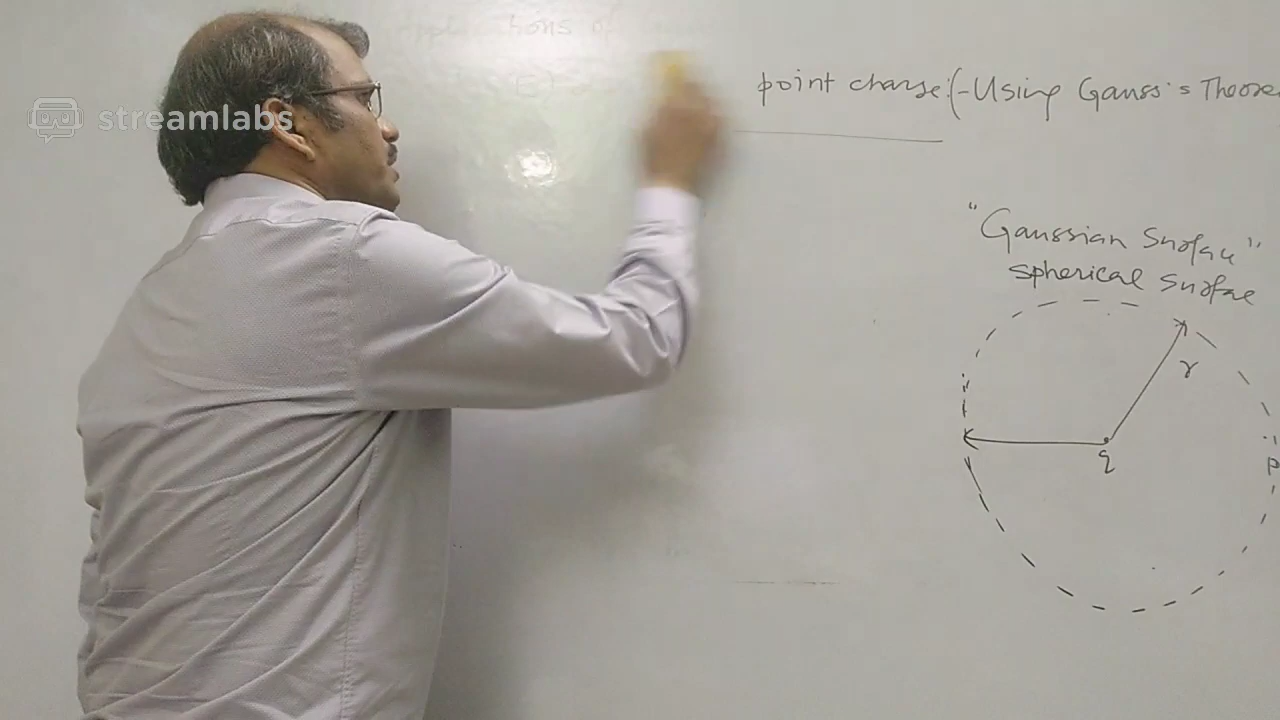 streamlabs
point charge:(-Using Gauss's Theore
"Gaussian Surface"
spherical surface
r
q
P